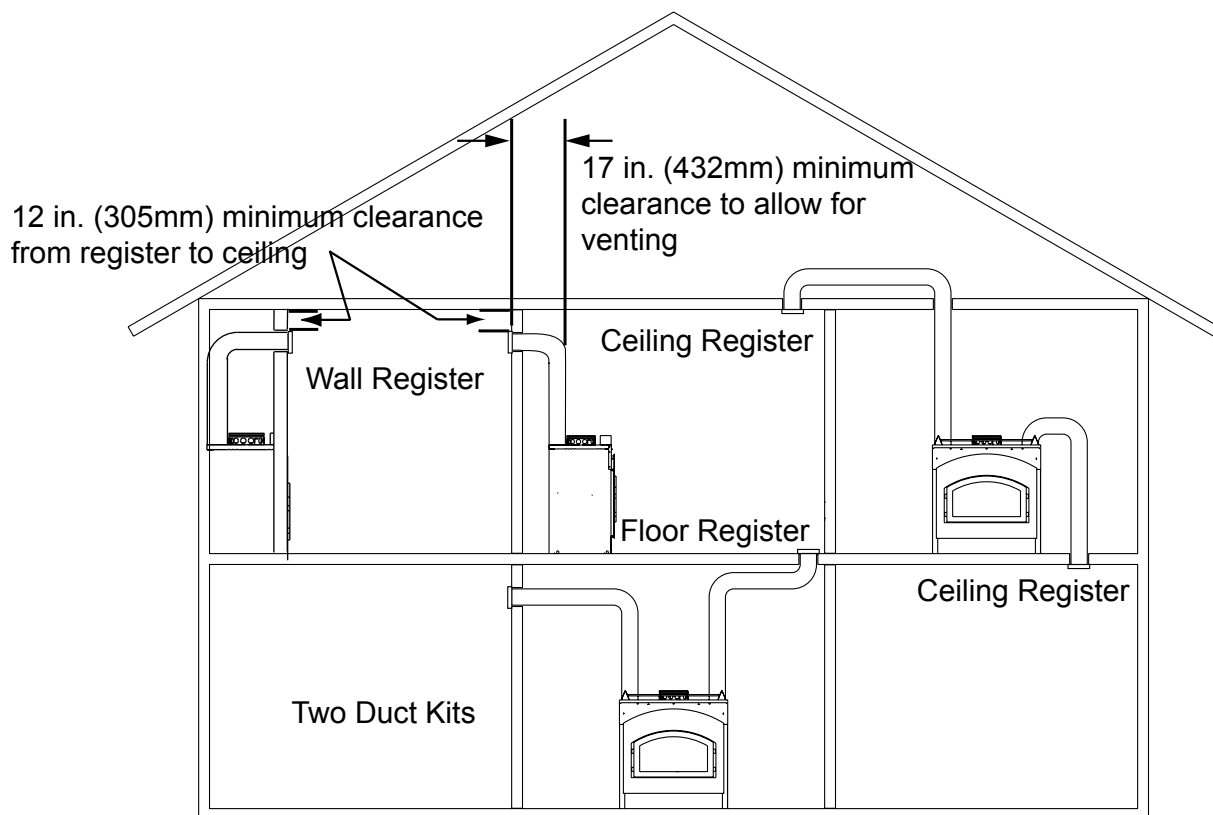 17 in. (432mm) minimum
clearance to allow for
venting
12 in. (305mm) minimum clearance
from register to ceiling
Ceiling Register
Wall Register
Floor Register
Ceiling Register
Two Duct Kits